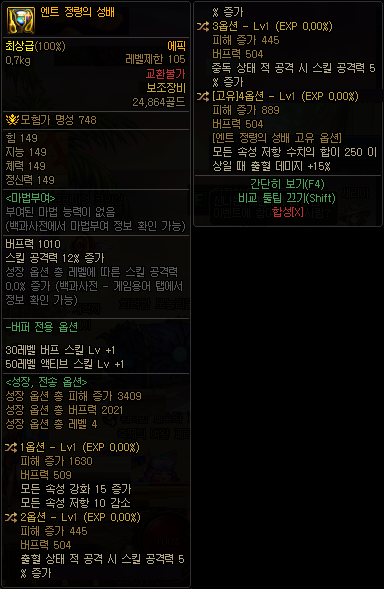 엔트 정령의 성배
최상급(100%) 에픽
0,7kg 레벨제한 105
교환불가
보조장비
24,864골드
모험가 명성 748
힘 149
지능 149
체력 149
정신력 149
<마법부여>
부여된 마법 능력이 없음
(백과사전에서 마법부여 정보 확인 가능)
버프력 1010
스킬 공격력 12% 증가
성장 옵션 총 레벨에 따른 스킬 공격력
0,0% 증가 (백과사전 - 게임용어 탭에서
정보 확인 가능)
-버퍼 전용 옵션
30레벨 버프 스킬 Lv +1
50레벨 액티브 스킬 Lv +1
<성장, 전송 옵션>
성장 옵션 총 피해 증가 3409
성장 옵션 총 버프력 2021
성장 옵션 총 레벨 4
1옵션 - Lv1 (EXP 0,00%)
피해 증가 1630
버프력 509
모든 속성 강화 15 증가
모든 속성 저항 10 감소
2옵션 - Lv1 (EXP 0,00%)
피해 증가 445
버프력 504
출혈 상태 적 공격 시 스킬 공격력 5
% 증가
% 증가
3옵션 - Lv1 (EXP 0,00%)
피해 증가 445
버프력 504
중독 상태 적 공격 시 스킬 공격력 5
% 증가
[고유]4옵션 - Lv1 (EXP 0,00%)
피해 증가 889
버프력 504
[엔트 정령의 성배 고유 옵션]
모든 속성 저항 수치의 합이 250 이
상일 때 출혈 데미지 +15%
간단히 보기(F4)
비교 툴팁 끄기(Shift)
합성[X]